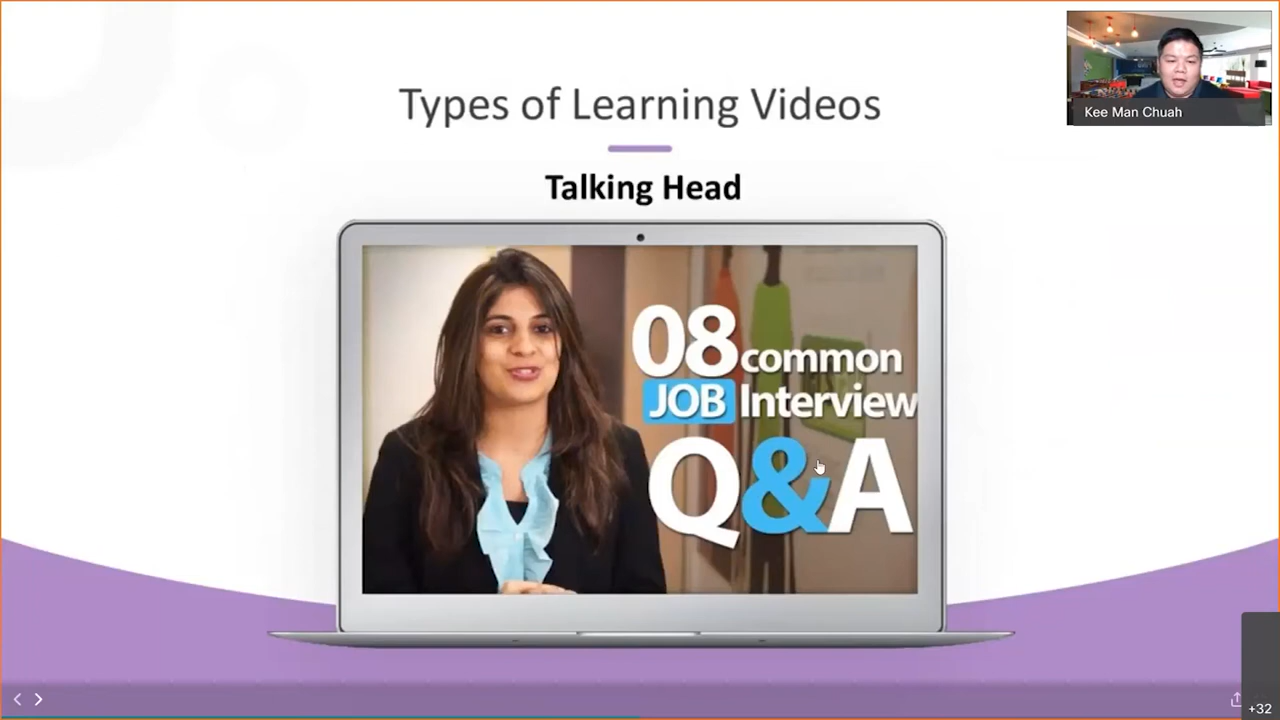 Types of Learning Videos
Kee Man Chuah
Talking Head
08 common
JOB Interview
Q&A
+32